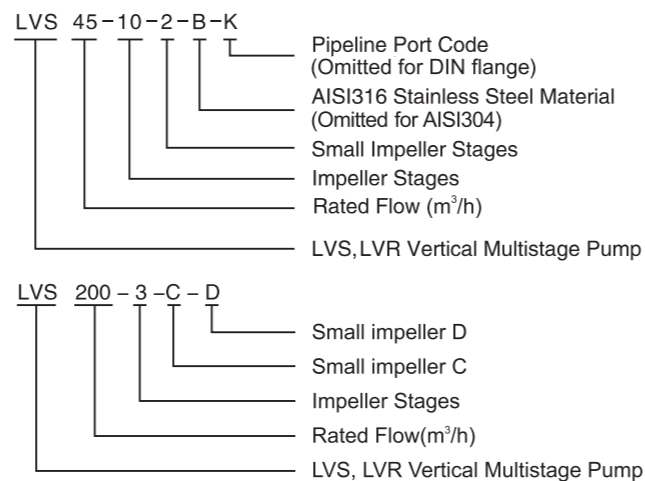 LVS 45-10-2-B-K
Pipeline Port Code
(Omitted for DIN flange)
AISI316 Stainless Steel Material
(Omitted for AISI304)
Small Impeller Stages
Impeller Stages
Rated Flow (m³/h)
LVS,LVR Vertical Multistage Pump
LVS 200 - 3 -C - D
Small impeller D
Small impeller C
Impeller Stages
Rated Flow(m³/h)
LVS, LVR Vertical Multistage Pump